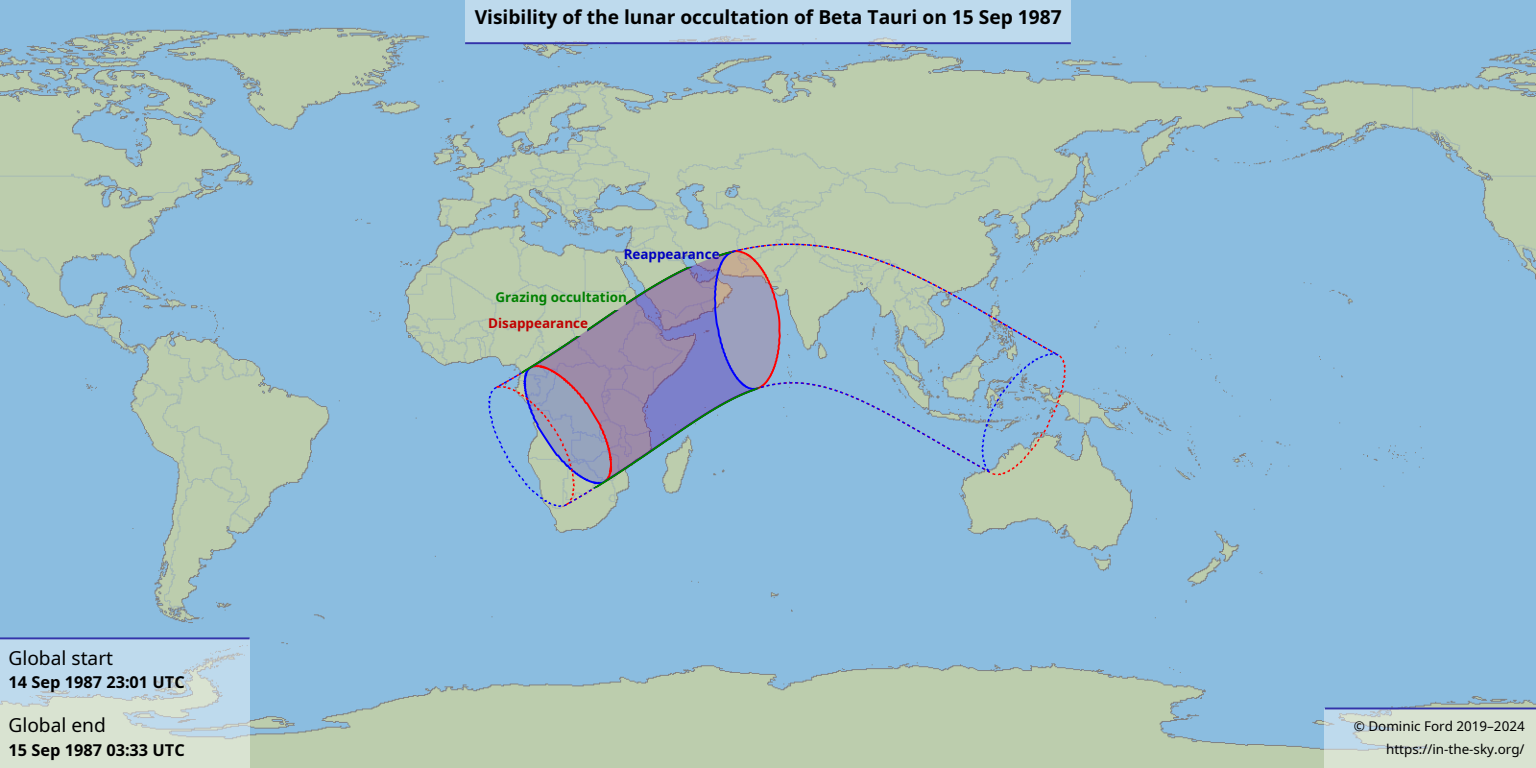 Visibility of the lunar occultation of Beta Tauri on 15 Sep 1987
Reappearance
Grazing occultation
Disappearance
Global start
14 Sep 1987 23:01 UTC
Global end
15 Sep 1987 03:33 UTC
© Dominic Ford 2019–2024
https://in-the-sky.org/